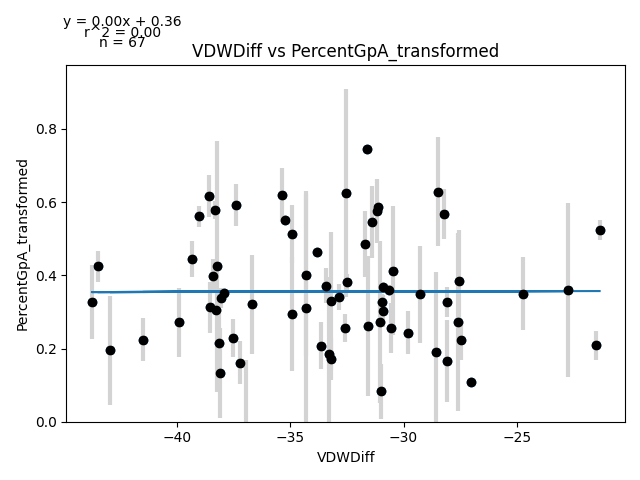 y = 0.00x + 0.36
r^2 = 0.00
n = 67
VDWDiff vs PercentGpA_transformed
PercentGpA_transformed
0.8
0.6
0.4
0.2
0.0
−40
−35
−30
−25
VDWDiff